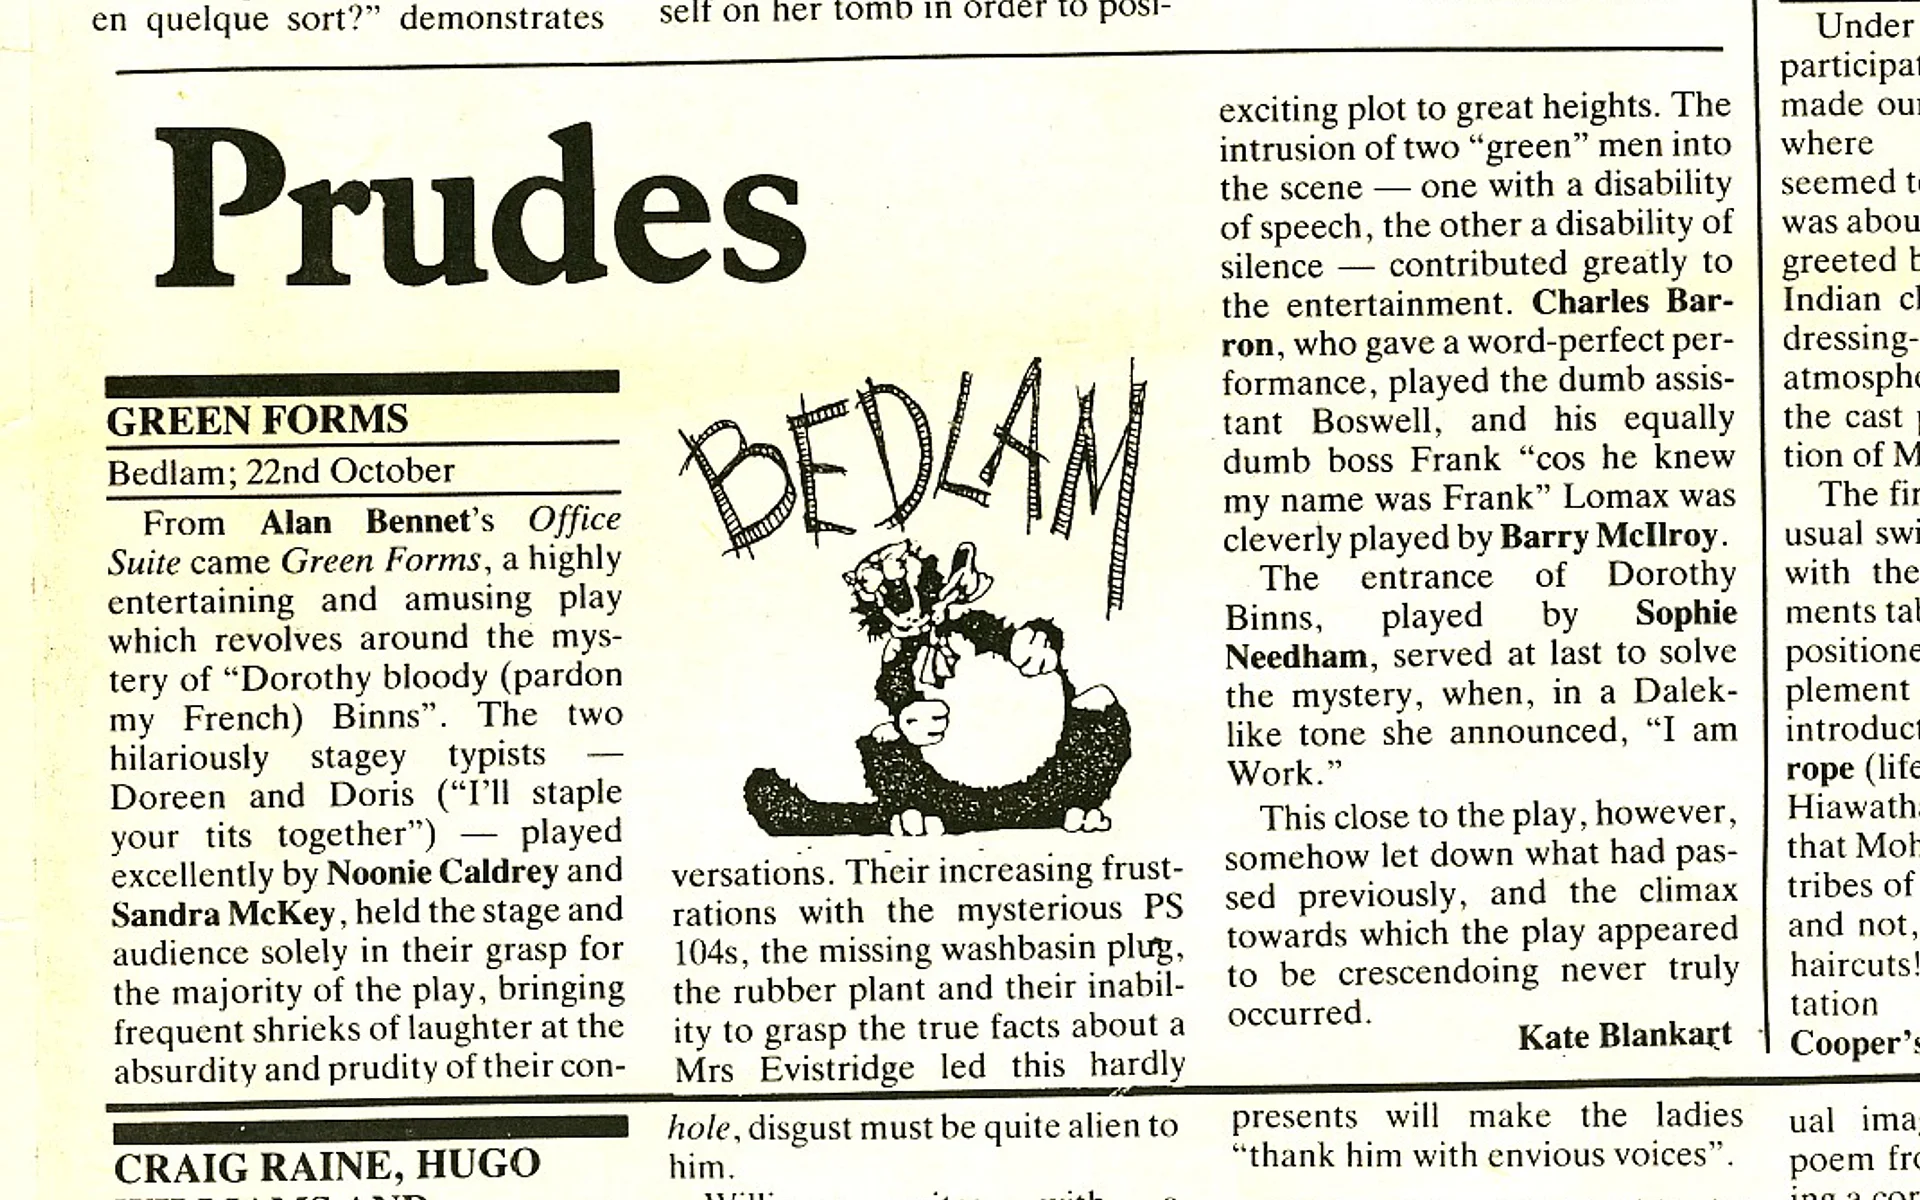 en quelque sort?” demonstrates
self on her tomb in order to posi-
Prudes
GREEN FORMS
Bedlam; 22nd October
From Alan Bennet’s Office
Suite came Green Forms, a highly
entertaining and amusing play
which revolves around the mys-
tery of “Dorothy bloody (pardon
my French) Binns”. The two
hilariously stagey typists —
Doreen and Doris (“I’ll staple
your tits together”) — played
excellently by Noonie Caldrey and
Sandra McKey, held the stage and
audience solely in their grasp for
the majority of the play, bringing
frequent shrieks of laughter at the
absurdity and prudity of their con-
BEDLAM
versations. Their increasing frust-
rations with the mysterious PS
104s, the missing washbasin plug,
the rubber plant and their inabil-
ity to grasp the true facts about a
Mrs Evistridge led this hardly
exciting plot to great heights. The
intrusion of two “green” men into
the scene — one with a disability
of speech, the other a disability of
silence — contributed greatly to
the entertainment. Charles Bar-
ron, who gave a word-perfect per-
formance, played the dumb assis-
tant Boswell, and his equally
dumb boss Frank “cos he knew
my name was Frank” Lomax was
cleverly played by Barry McIlroy.
The entrance of Dorothy
Binns, played by Sophie
Needham, served at last to solve
the mystery, when, in a Dalek-
like tone she announced, “I am
Work.”
This close to the play, however,
somehow let down what had pas-
sed previously, and the climax
towards which the play appeared
to be crescendoing never truly
occurred.
Kate Blankart
Under
participat
made our
where
seemed t
was abou
greeted b
Indian cl
dressing-
atmosphe
the cast p
tion of M
The fir
usual swi
with the
ments tal
positione
plement
introduct
rope (life
Hiawatha
that Moh
tribes of
and not,
haircuts!
tation
Cooper’s
CRAIG RAINE, HUGO
hole, disgust must be quite alien to
him.
presents will make the ladies
“thank him with envious voices”.
ual ima
poem fro